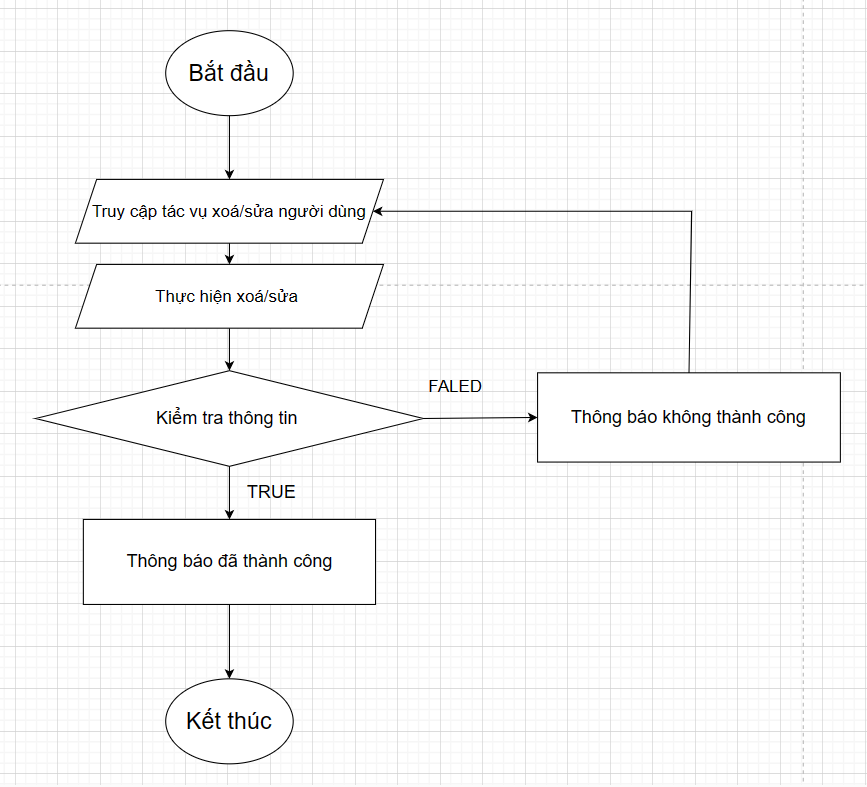 Bắt đầu
Truy cập tác vụ xoá/sửa người dùng
Thực hiện xoá/sửa
Kiểm tra thông tin
FALED
Thông báo không thành công
TRUE
Thông báo đã thành công
Kết thúc